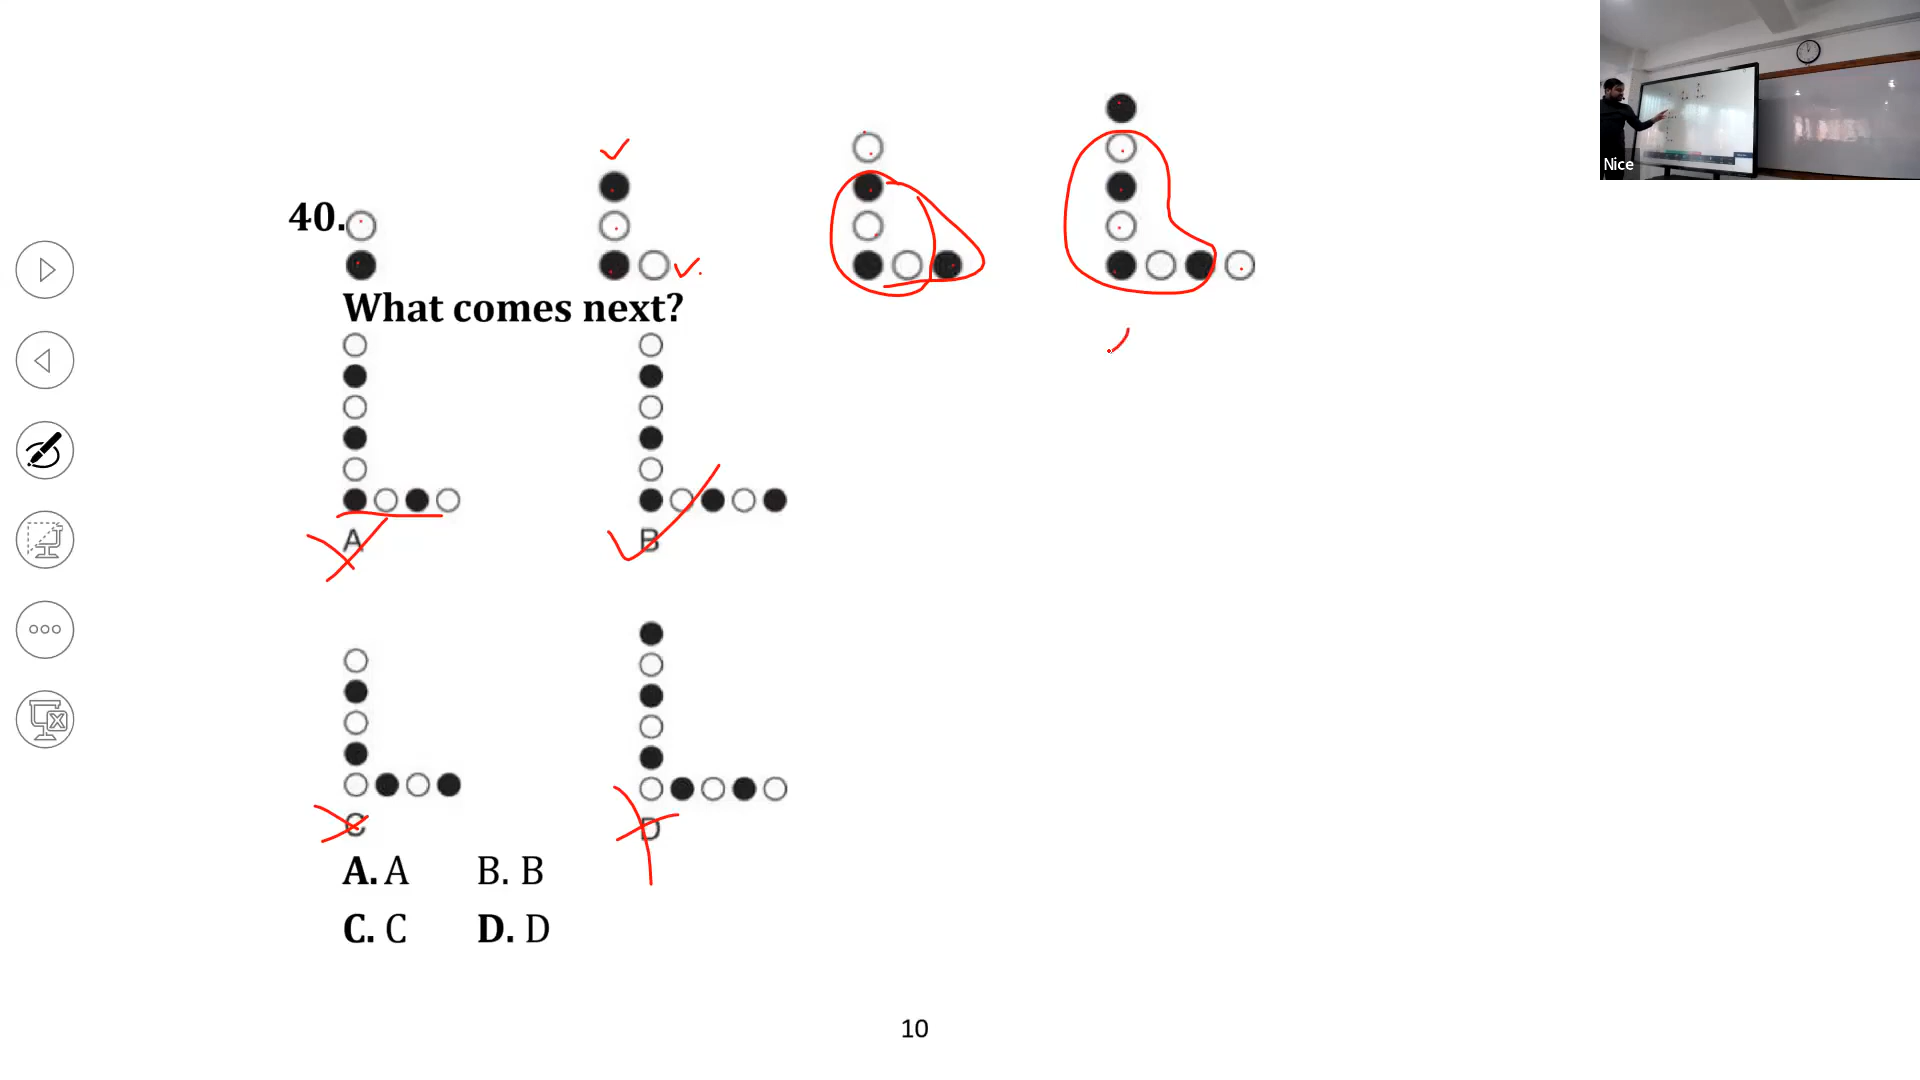 Nice
40.
What comes next?
A B
C D
A. A B. B
C. C D. D
10